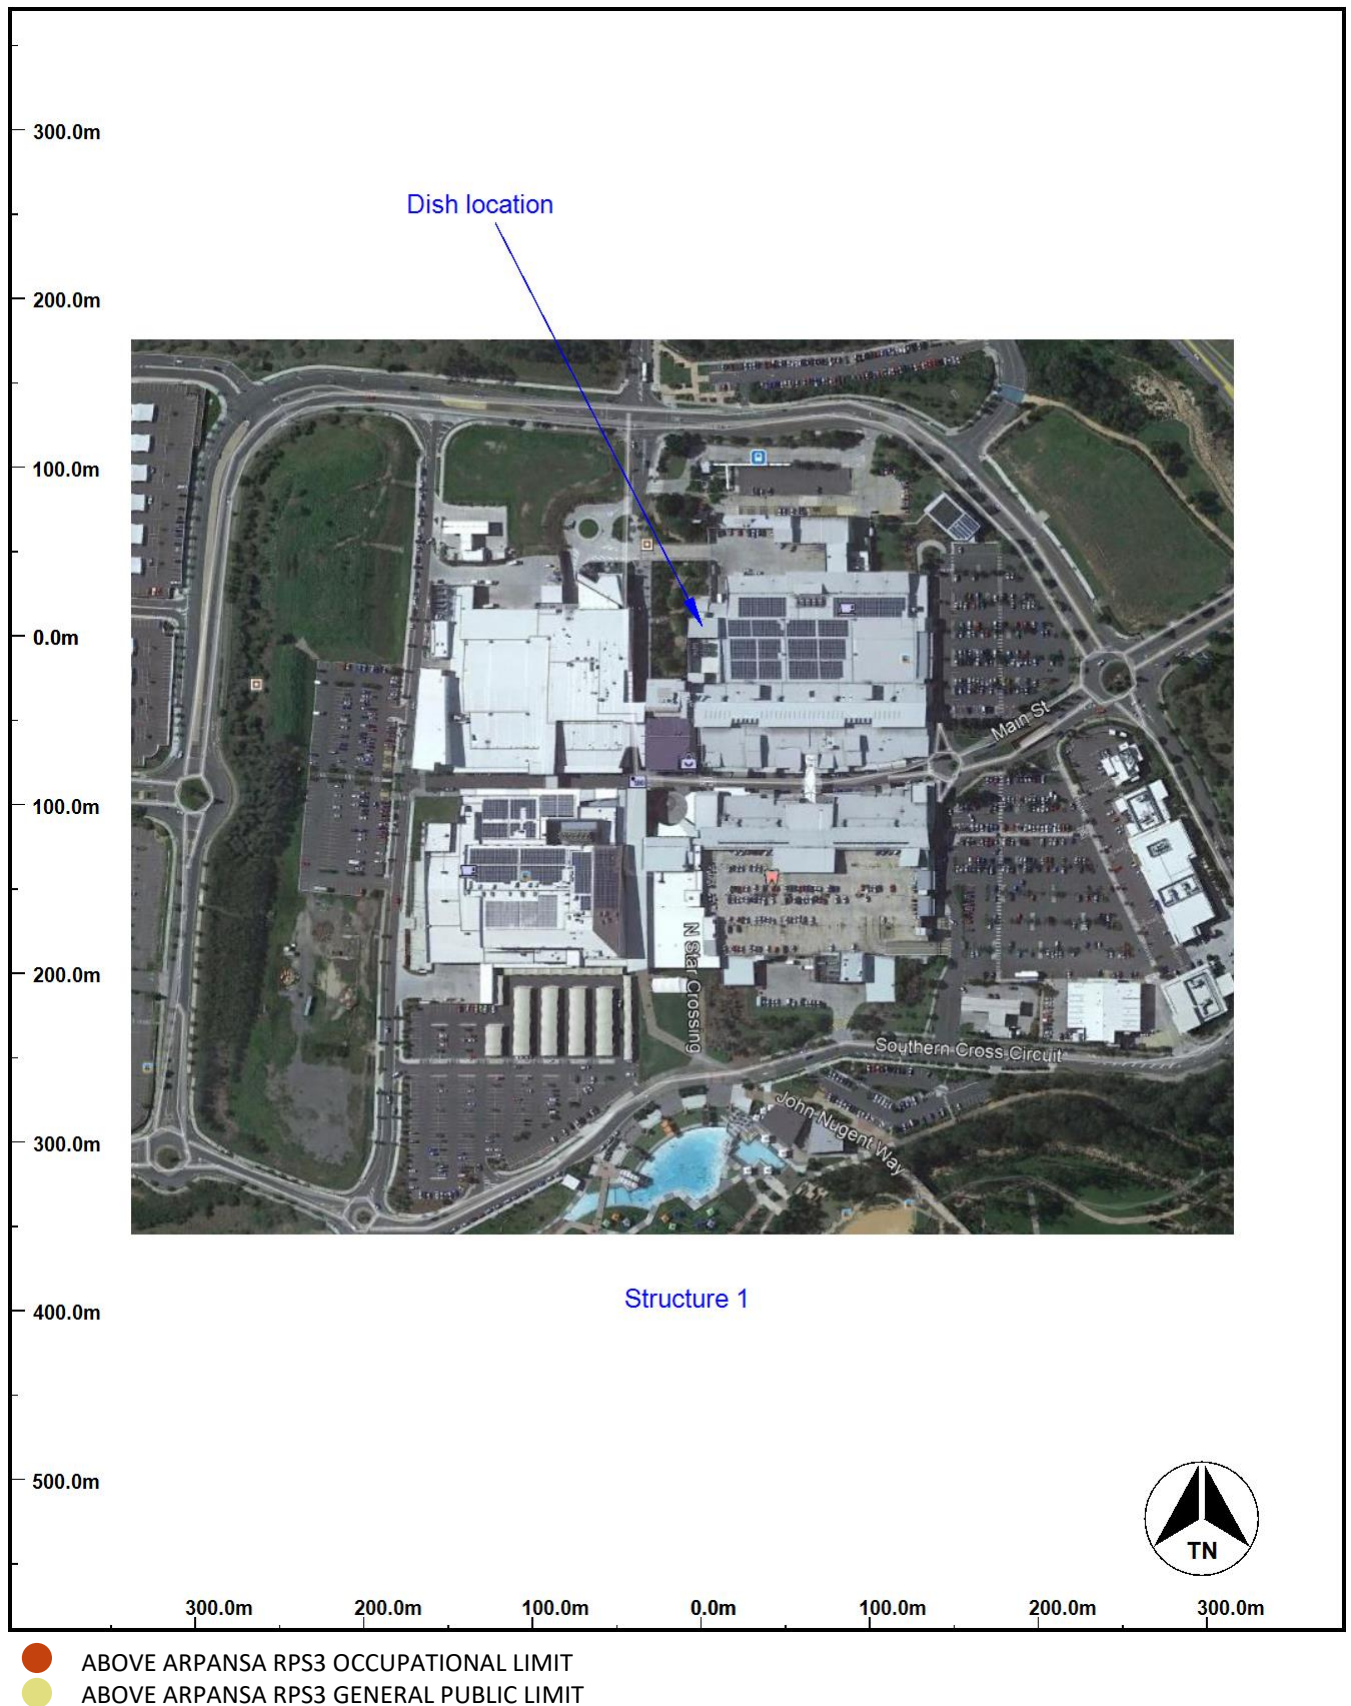 300.0m
Dish location
200.0m
100.0m
0.0m
Main St
100.0m
N Star Crossing
200.0m
Southern Cross Circuit
John Nugent Way
300.0m
Structure 1
400.0m
500.0m
TN
300.0m 200.0m 100.0m 0.0m 100.0m 200.0m 300.0m
ABOVE ARPANSA RPS3 OCCUPATIONAL LIMIT
ABOVE ARPANSA RPS3 GENERAL PUBLIC LIMIT